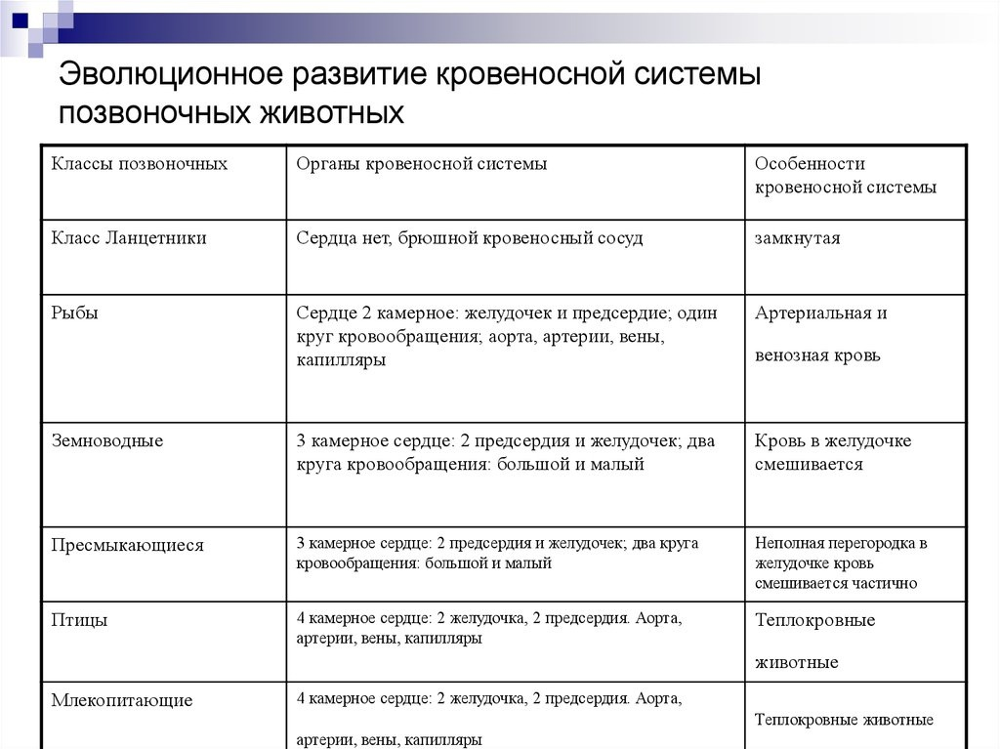 Эволюционное развитие кровеносной системы
позвоночных животных
Классы позвоночных
Органы кровеносной системы
Особенности
кровеносной системы
Класс Ланцетники
Сердца нет, брюшной кровеносный сосуд
замкнутая
Рыбы
Сердце 2 камерное: желудочек и предсердие; один
круг кровообращения; аорта, артерии, вены,
капилляры
Артериальная и
венозная кровь
Земноводные
3 камерное сердце: 2 предсердия и желудочек; два
круга кровообращения: большой и малый
Кровь в желудочке
смешивается
Пресмыкающиеся
3 камерное сердце: 2 предсердия и желудочек; два круга
кровообращения: большой и малый
Неполная перегородка в
желудочке кровь
смешивается частично
Птицы
4 камерное сердце: 2 желудочка, 2 предсердия. Аорта,
артерии, вены, капилляры
Теплокровные
животные
Млекопитающие
4 камерное сердце: 2 желудочка, 2 предсердия. Аорта,
артерии, вены, капилляры
Теплокровные животные